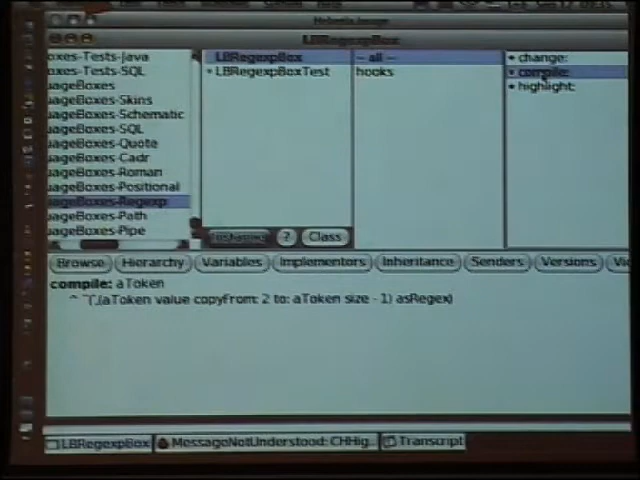 Helvetia.image
LBRegexpBox
oxes-Tests-Java
oxes-Tests-SQL
uageBoxes
uageBoxes-Skins
uageBoxes-Schematic
uageBoxes-SQL
uageBoxes-Quote
uageBoxes-Cadr
uageBoxes-Roman
uageBoxes-Positional
uageBoxes-Regexp
uageBoxes-Path
uageBoxes-Pipe
LBRegexpBox
LBRegexpBoxTest
Instance ? Class
-- all --
hooks
change:
compile:
highlight:
Browse Hierarchy Variables Implementors Inheritance Senders Versions
compile: aToken
^ `(,(aToken value copyFrom: 2 to: aToken size - 1) asRegex)
LBRegexpBox MessageNotUnderstood: CHHig... Transcript